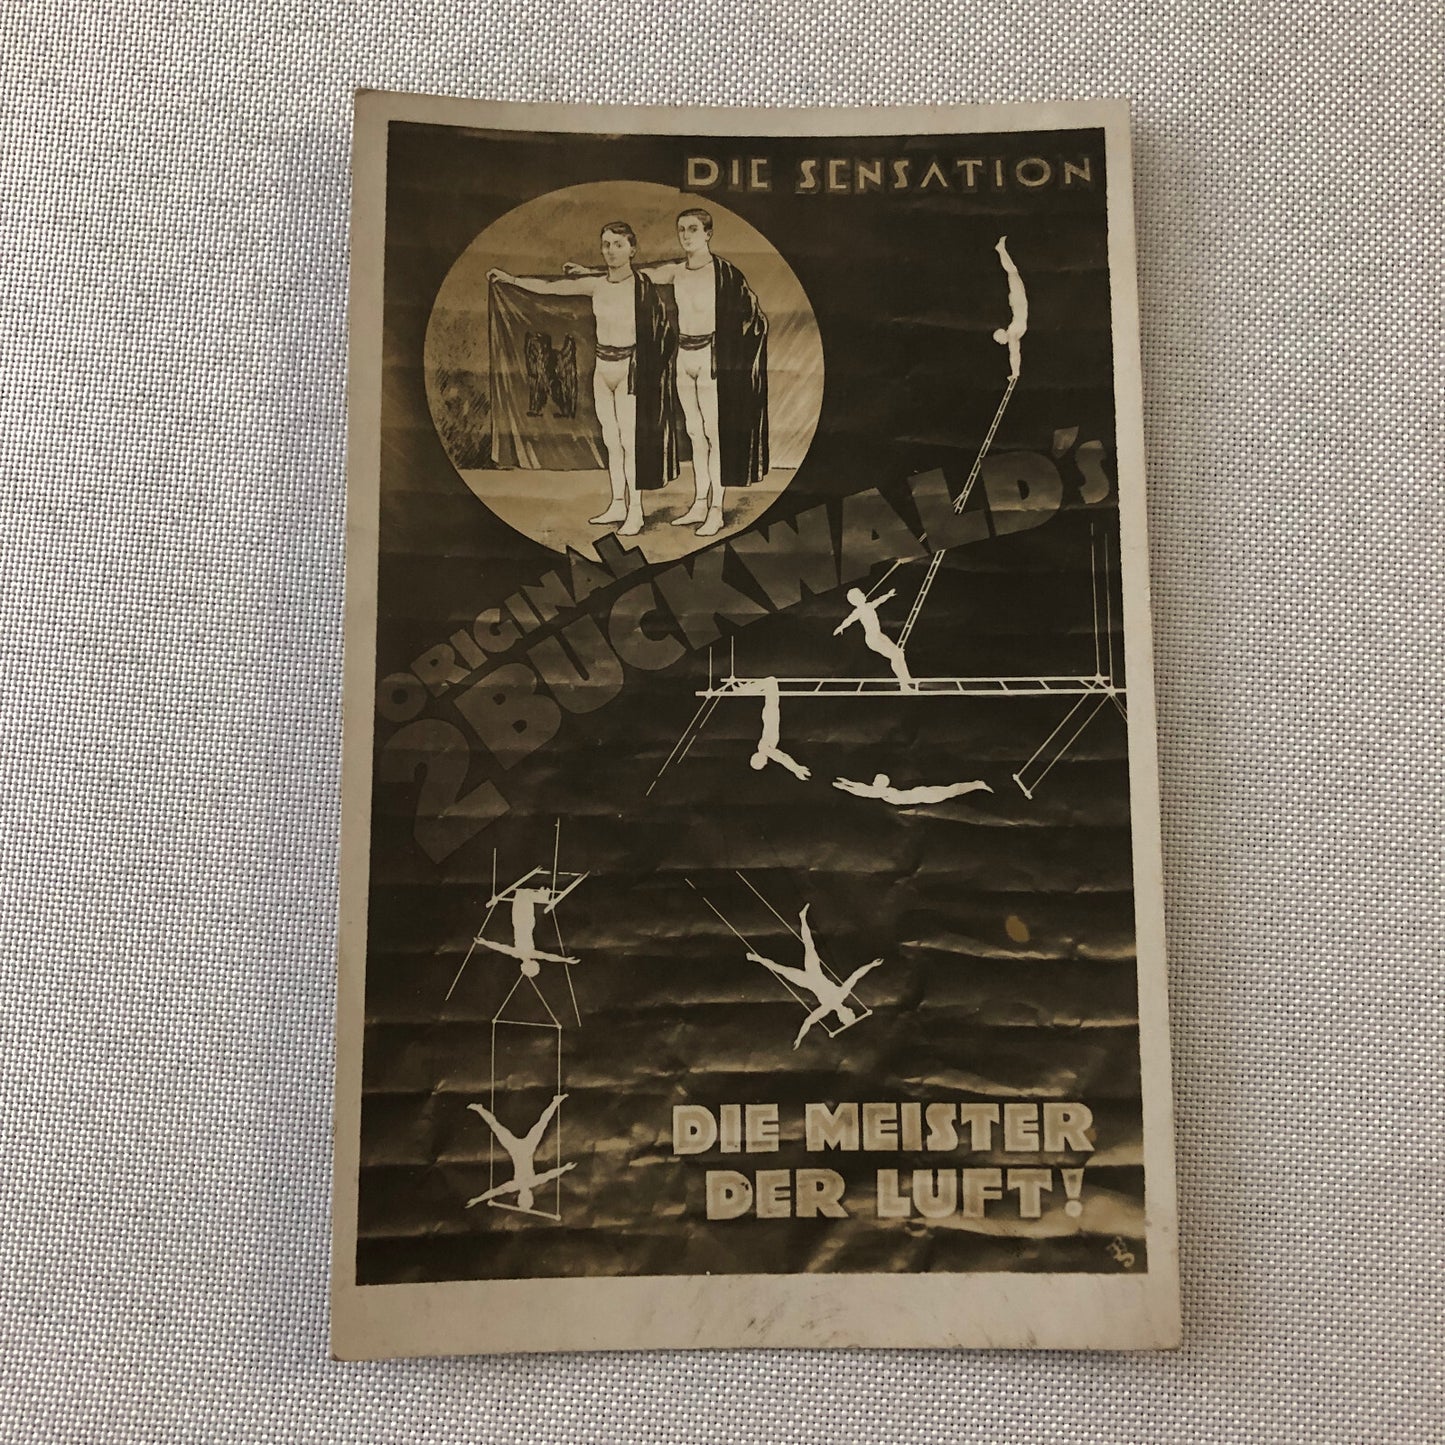 DIE SENSATION
ORIGINAL
2 BUCKWALD's
DIE MEISTER
DER LUFT!